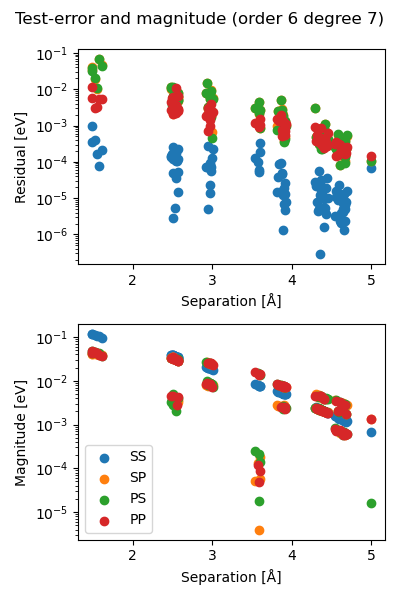 Test-error and magnitude (order 6 degree 7)
10⁻¹
10⁻²
10⁻³
10⁻⁴
10⁻⁵
10⁻⁶
Residual [eV]
2 3 4 5
Separation [Å]
10⁻¹
10⁻²
10⁻³
10⁻⁴
10⁻⁵
Magnitude [eV]
SS
SP
PS
PP
2 3 4 5
Separation [Å]